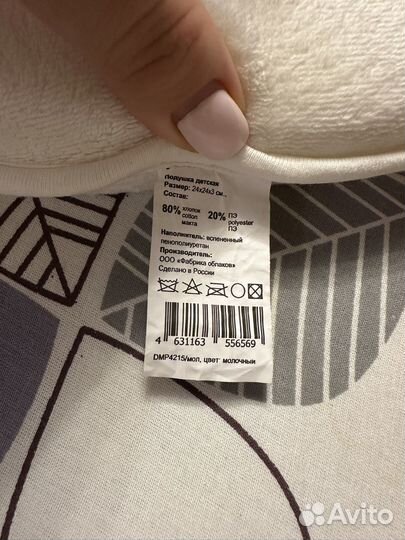 подушка детская
Размер: 24х24х3 см.
Состав:
80% хлопок cotton мақта 20% ПЭ polyester ПЭ
Наполнитель: вспененный
пенополиуретан
Производитель:
ООО «Фабрика облаков»
Сделано в России
4 631163 556569
DMP4215/мол, цвет молочный
Avito